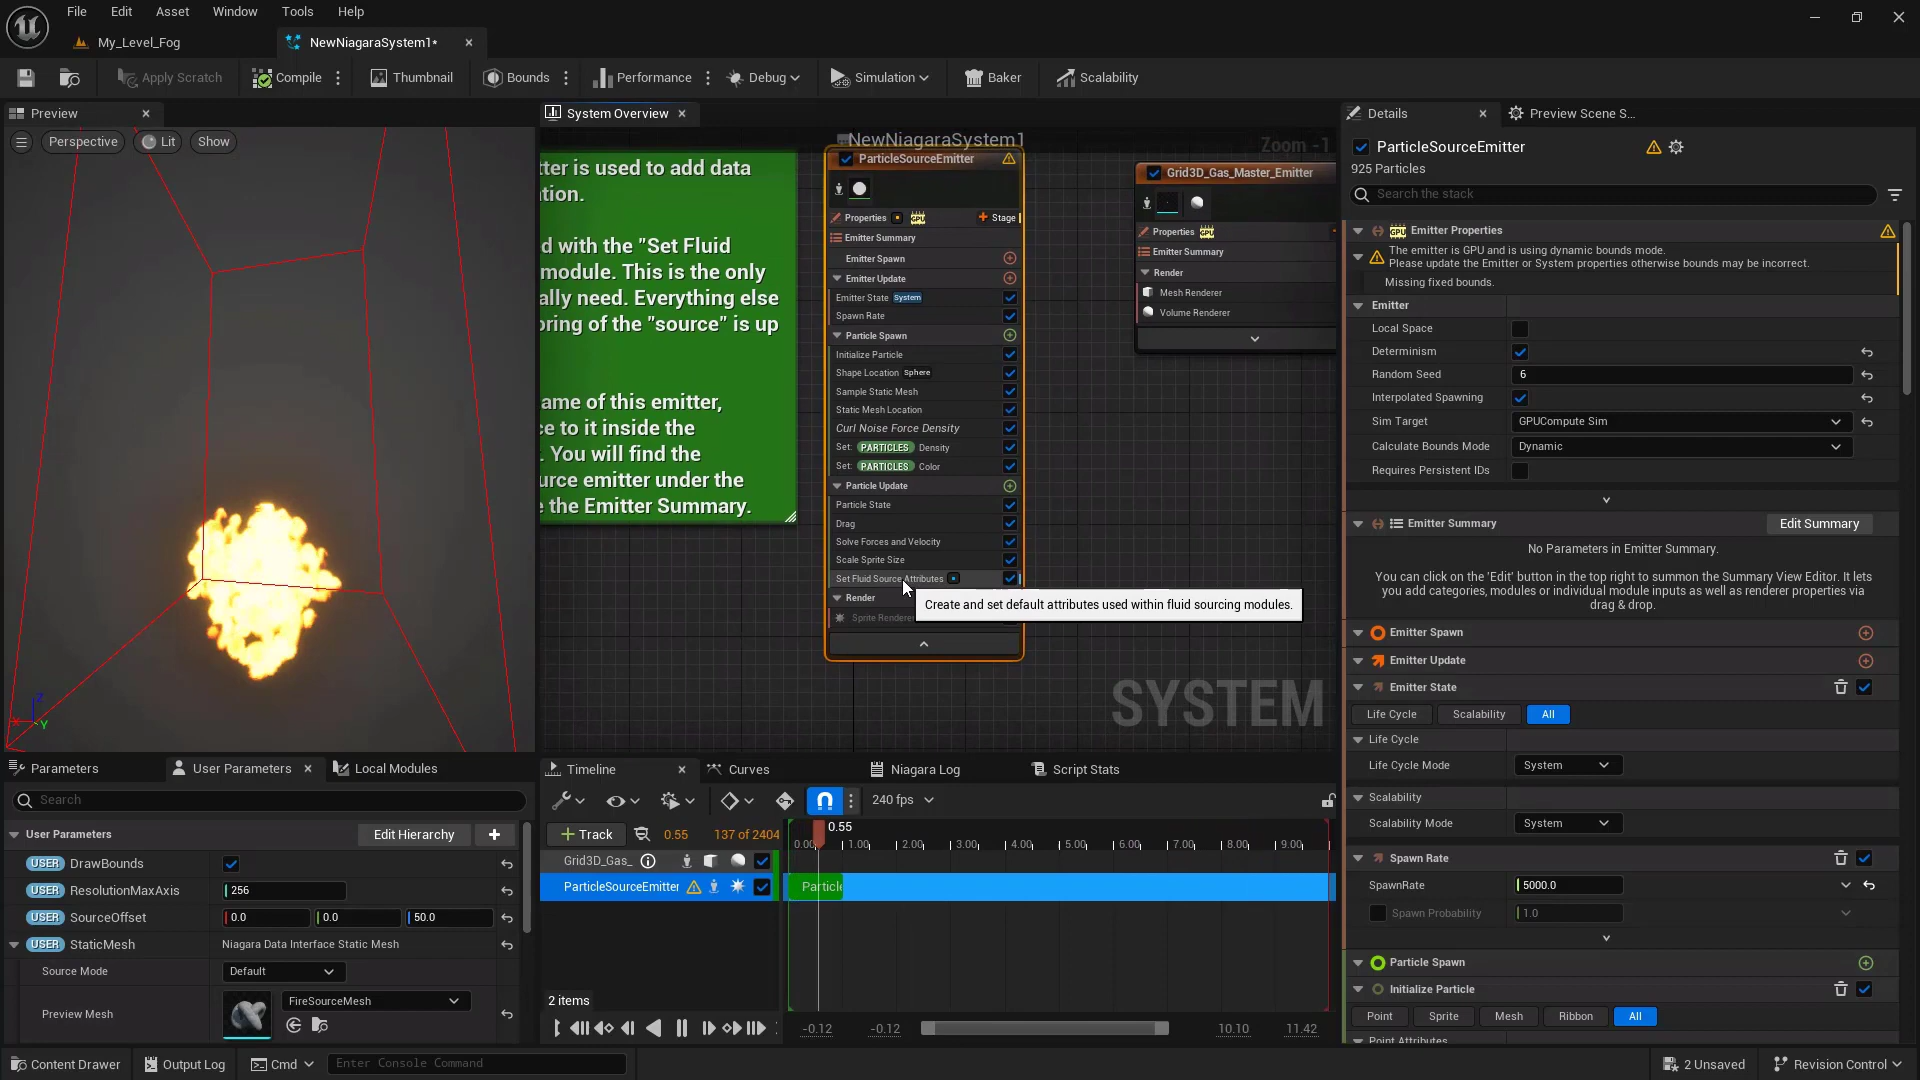 File Edit Asset Window Tools Help
My_Level_Fog
NewNiagaraSystem1*
Apply Scratch
Compile
Thumbnail
Bounds
Performance
Debug
Simulation
Baker
Scalability
Preview
Perspective
Lit
Show
System Overview
NewNiagaraSystem1
Zoom -1
tter is used to add data
ation.
d with the "Set Fluid
module. This is the only
ally need. Everything else
oring of the "source" is up
ame of this emitter,
ce to it inside the
. You will find the
urce emitter under the
e the Emitter Summary.
ParticleSourceEmitter
Properties GPU Stage
Emitter Summary
Emitter Spawn
Emitter Update
Emitter State System
Spawn Rate
Particle Spawn
Initialize Particle
Shape Location Sphere
Sample Static Mesh
Static Mesh Location
Curl Noise Force Density
Set: PARTICLES Density
Set: PARTICLES Color
Particle Update
Particle State
Drag
Solve Forces and Velocity
Scale Sprite Size
Set Fluid Source Attributes
Render
Sprite Renderer
Create and set default attributes used within fluid sourcing modules.
Grid3D_Gas_Master_Emitter
Properties GPU
Emitter Summary
Render
Mesh Renderer
Volume Renderer
SYSTEM
Z
X
Y
Details
Preview Scene S...
ParticleSourceEmitter
925 Particles
Search the stack
GPU Emitter Properties
The emitter is GPU and is using dynamic bounds mode.
Please update the Emitter or System properties otherwise bounds may be incorrect.
Missing fixed bounds.
Emitter
Local Space
Determinism
Random Seed 6
Interpolated Spawning
Sim Target GPUCompute Sim
Calculate Bounds Mode Dynamic
Requires Persistent IDs
Emitter Summary Edit Summary
No Parameters in Emitter Summary.
You can click on the 'Edit' button in the top right to summon the Summary View Editor. It lets
you add categories, modules or individual module inputs as well as renderer properties via
drag & drop.
Emitter Spawn
Emitter Update
Emitter State
Life Cycle Scalability All
Life Cycle
Life Cycle Mode System
Scalability
Scalability Mode System
Spawn Rate
SpawnRate 5000.0
Spawn Probability 1.0
Particle Spawn
Initialize Particle
Point Sprite Mesh Ribbon All
Point Attributes
Parameters
User Parameters
Local Modules
Search
User Parameters Edit Hierarchy
USER DrawBounds
USER ResolutionMaxAxis 256
USER SourceOffset 0.0 0.0 50.0
USER StaticMesh Niagara Data Interface Static Mesh
Source Mode Default
Preview Mesh FireSourceMesh
Timeline
Curves
Niagara Log
Script Stats
240 fps
Track 0.55 137 of 2404
0.55
0.00 1.00 2.00 3.00 4.00 5.00 6.00 7.00 8.00 9.00
Grid3D_Gas_
ParticleSourceEmitter
Particle
2 items
-0.12 -0.12 10.10 11.42
Content Drawer
Output Log
Cmd
Enter Console Command
2 Unsaved
Revision Control